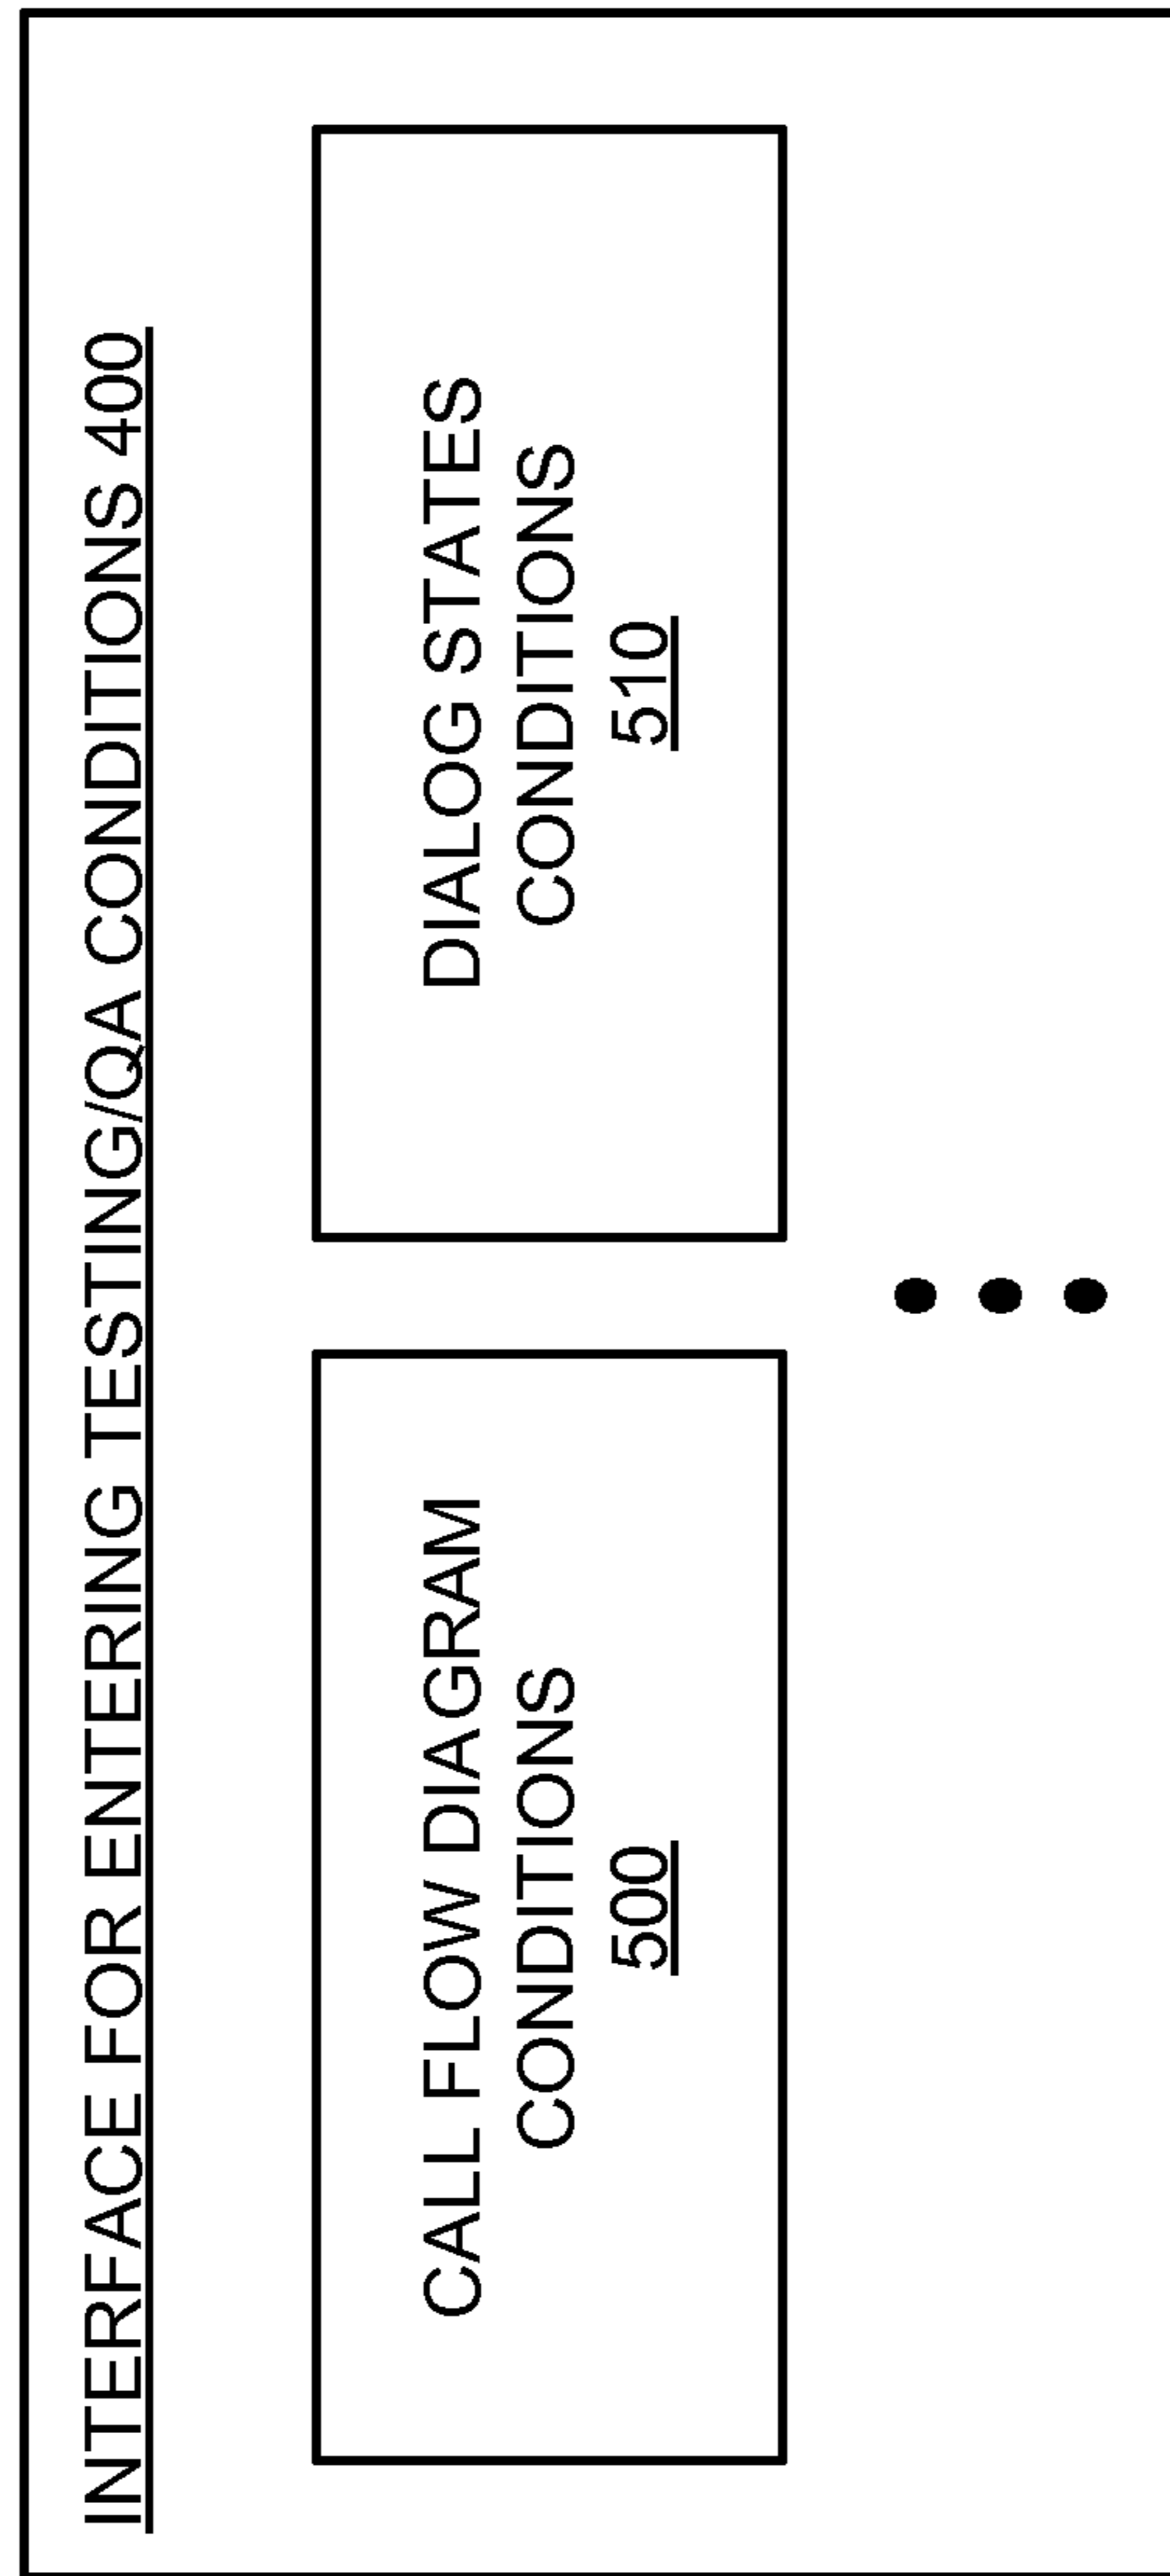 INTERFACE FOR ENTERING TESTING/QA CONDITIONS 400
CALL FLOW DIAGRAM
CONDITIONS
500
DIALOG STATES
CONDITIONS
510